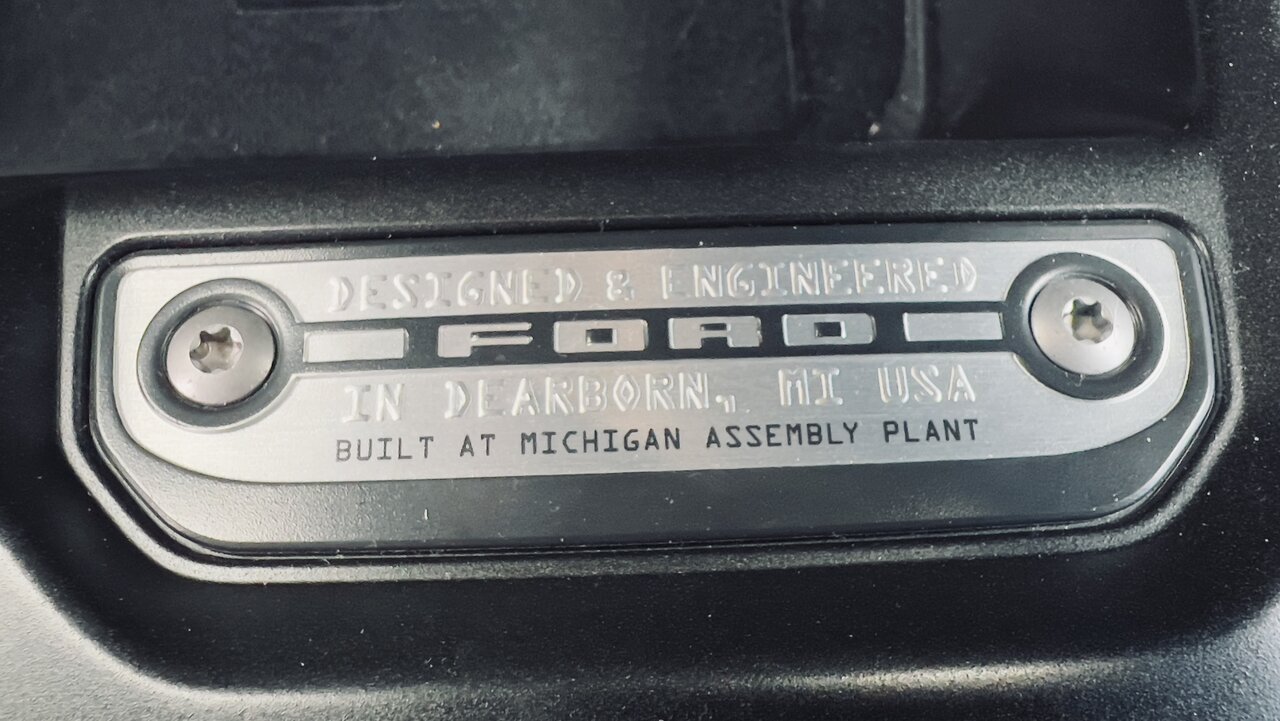 DESIGNED & ENGINEERED
FORD
IN DEARBORN, MI USA
BUILT AT MICHIGAN ASSEMBLY PLANT